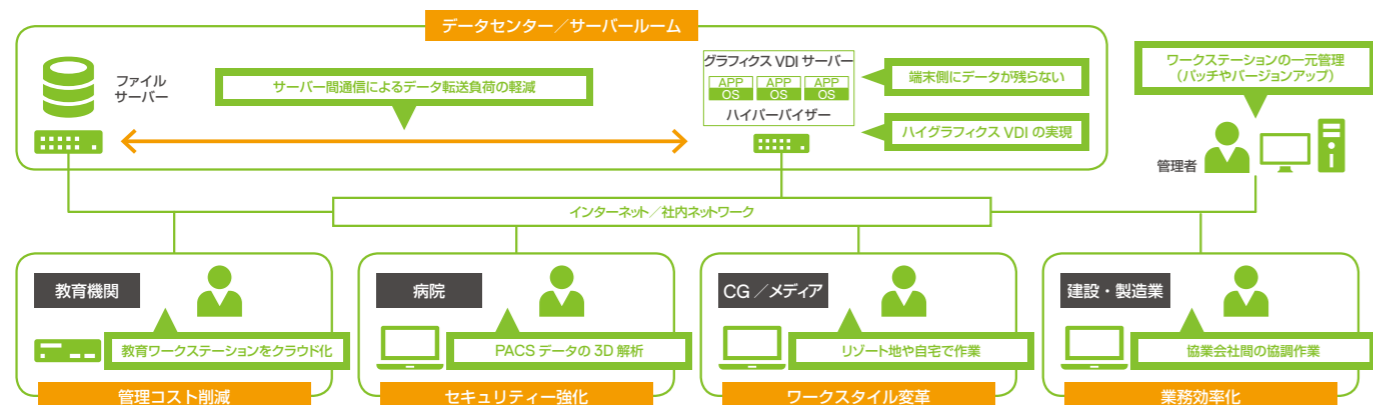 データセンター／サーバールーム
ファイル
サーバー
サーバー間通信によるデータ転送負荷の軽減
グラフィクス VDI サーバー
APP APP APP
OS OS OS
ハイパーバイザー
端末側にデータが残らない
ハイグラフィクス VDI の実現
ワークステーションの一元管理
（パッチやバージョンアップ）
管理者
インターネット／社内ネットワーク
教育機関
教育ワークステーションをクラウド化
管理コスト削減
病院
PACS データの 3D 解析
セキュリティー強化
CG ／メディア
リゾート地や自宅で作業
ワークスタイル変革
建設・製造業
協業会社間の協調作業
業務効率化